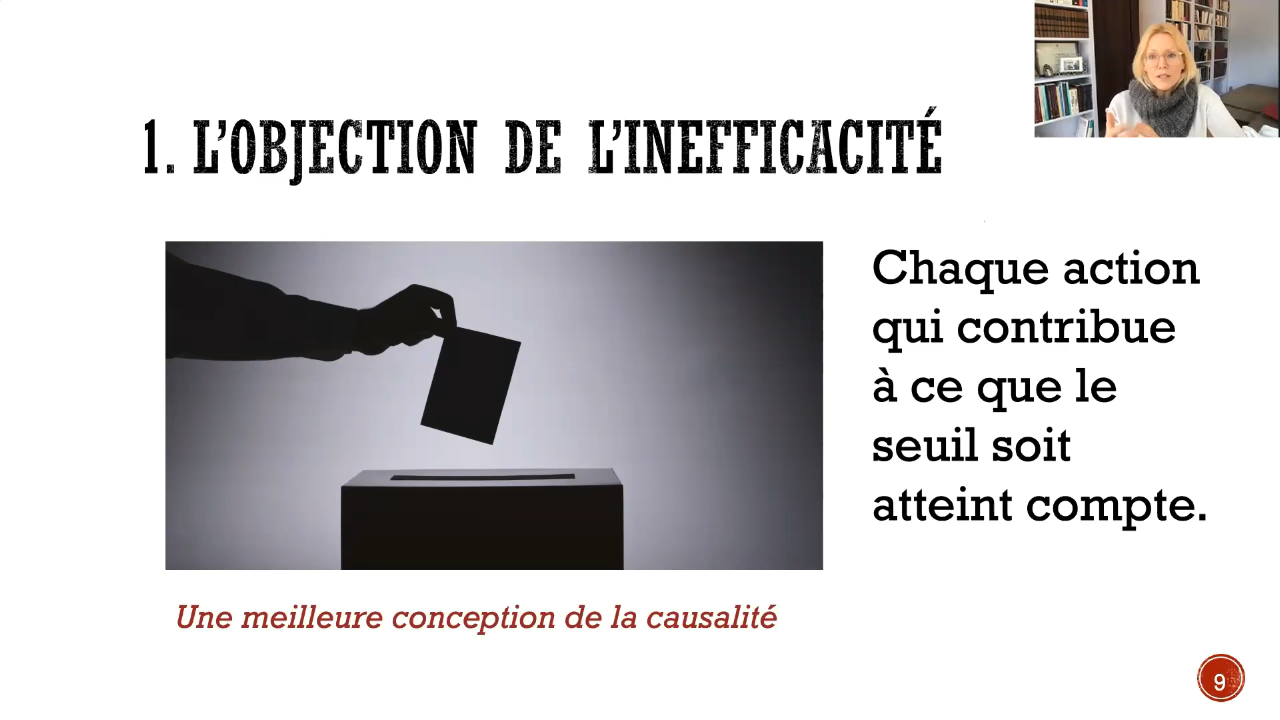 1. L’OBJECTION DE L’INEFFICACITÉ
Chaque action
qui contribue
à ce que le
seuil soit
atteint compte.
Une meilleure conception de la causalité
9